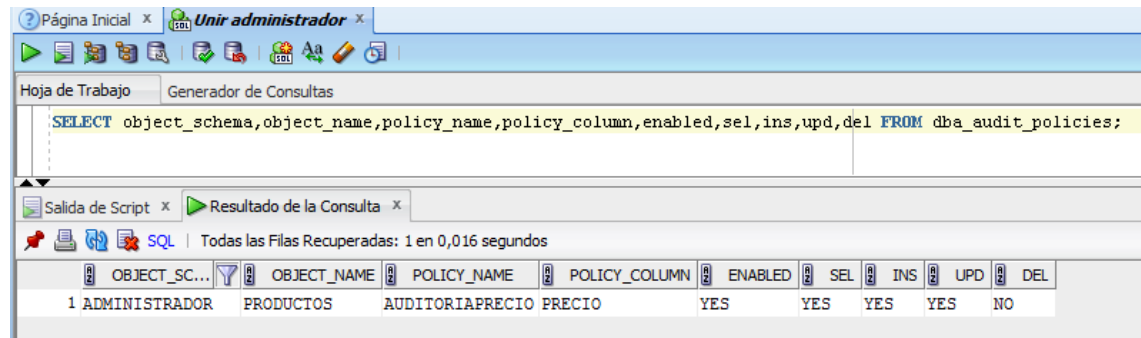 Página Inicial x Unir administrador x
Hoja de Trabajo Generador de Consultas
SELECT object_schema,object_name,policy_name,policy_column,enabled,sel,ins,upd,del FROM dba_audit_policies;
Salida de Script x Resultado de la Consulta x
SQL | Todas las Filas Recuperadas: 1 en 0,016 segundos
OBJECT_SC... OBJECT_NAME POLICY_NAME POLICY_COLUMN ENABLED SEL INS UPD DEL
1 ADMINISTRADOR PRODUCTOS AUDITORIAPRECIO PRECIO YES YES YES YES NO